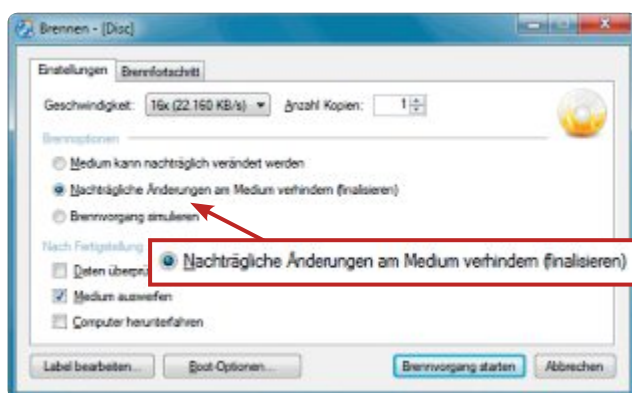 Brennen - [Disc]
Einstellungen Brennfortschritt
Geschwindigkeit: 16x (22.160 KB/s) Anzahl Kopien: 1
Brennoptionen
Medium kann nachträglich verändert werden
Nachträgliche Änderungen am Medium verhindern (finalisieren)
Brennvorgang simulieren
Nach Fertigstellung
Nachträgliche Änderungen am Medium verhindern (finalisieren)
Daten
Medium auswerfen
Computer herunterfahren
Label bearbeiten... Boot-Optionen... Brennvorgang starten Abbrechen